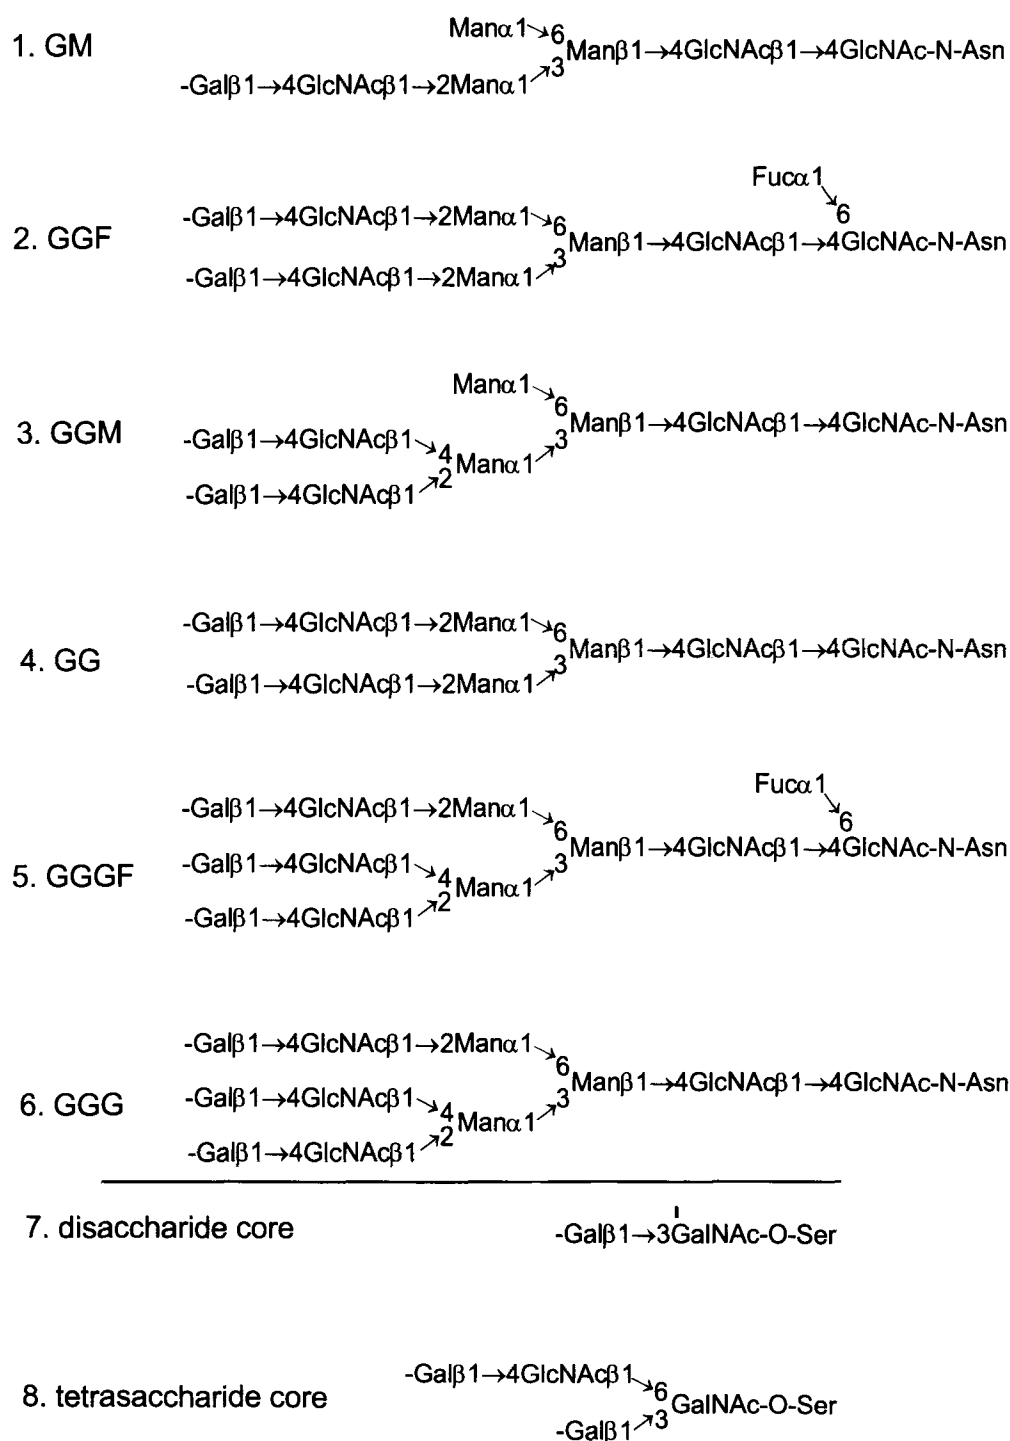 1. GM
Manα1→6
Manβ1→4GlcNAcβ1→4GlcNAc-N-Asn
-Galβ1→4GlcNAcβ1→2Manα1→3
Fucα1→6
2. GGF
-Galβ1→4GlcNAcβ1→2Manα1→6
Manβ1→4GlcNAcβ1→4GlcNAc-N-Asn
-Galβ1→4GlcNAcβ1→2Manα1→3
3. GGM
Manα1→6
Manβ1→4GlcNAcβ1→4GlcNAc-N-Asn
-Galβ1→4GlcNAcβ1→4
Manα1→3
-Galβ1→4GlcNAcβ1→2
4. GG
-Galβ1→4GlcNAcβ1→2Manα1→6
Manβ1→4GlcNAcβ1→4GlcNAc-N-Asn
-Galβ1→4GlcNAcβ1→2Manα1→3
Fucα1→6
5. GGGF
-Galβ1→4GlcNAcβ1→2Manα1→6
Manβ1→4GlcNAcβ1→4GlcNAc-N-Asn
-Galβ1→4GlcNAcβ1→4
Manα1→3
-Galβ1→4GlcNAcβ1→2
6. GGG
-Galβ1→4GlcNAcβ1→2Manα1→6
Manβ1→4GlcNAcβ1→4GlcNAc-N-Asn
-Galβ1→4GlcNAcβ1→4
Manα1→3
-Galβ1→4GlcNAcβ1→2
7. disaccharide core
-Galβ1→3GalNAc-O-Ser
8. tetrasaccharide core
-Galβ1→4GlcNAcβ1→6
GalNAc-O-Ser
-Galβ1→3